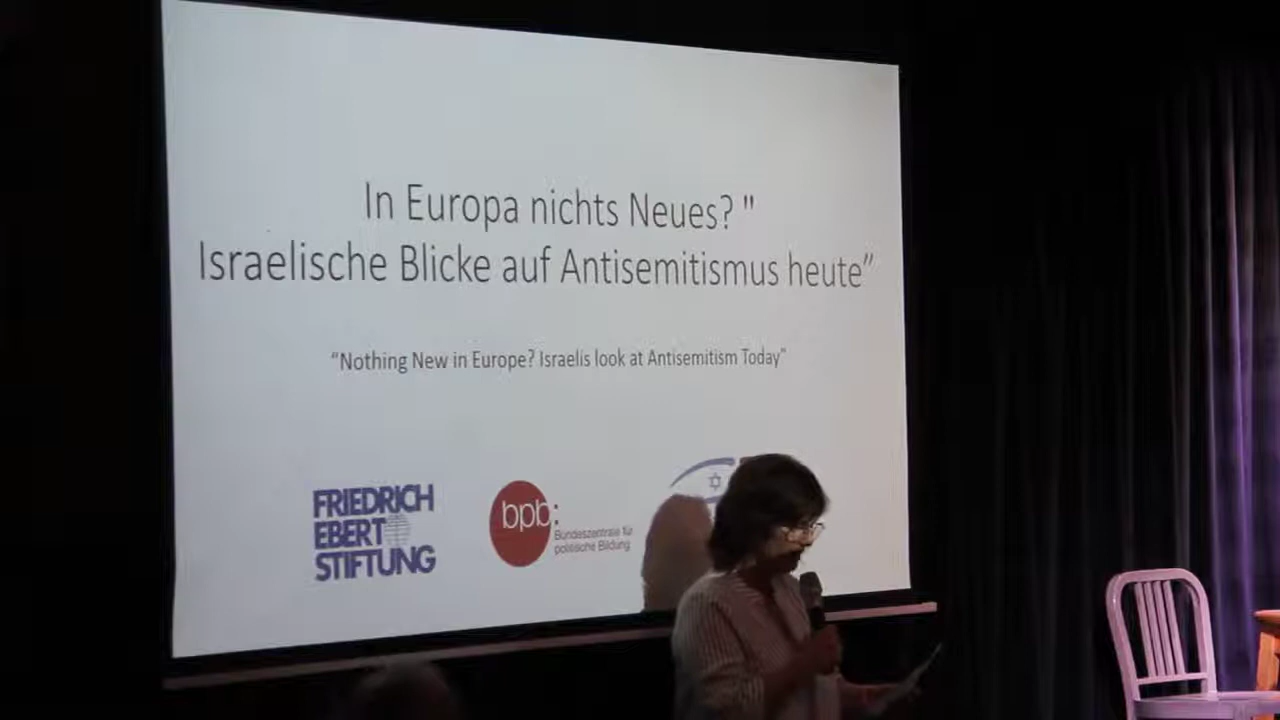 In Europa nichts Neues? "
Israelische Blicke auf Antisemitismus heute”
“Nothing New in Europe? Israelis look at Antisemitism Today”
FRIEDRICH
EBERT
STIFTUNG
bpb:
Bundeszentrale für
politische Bildung